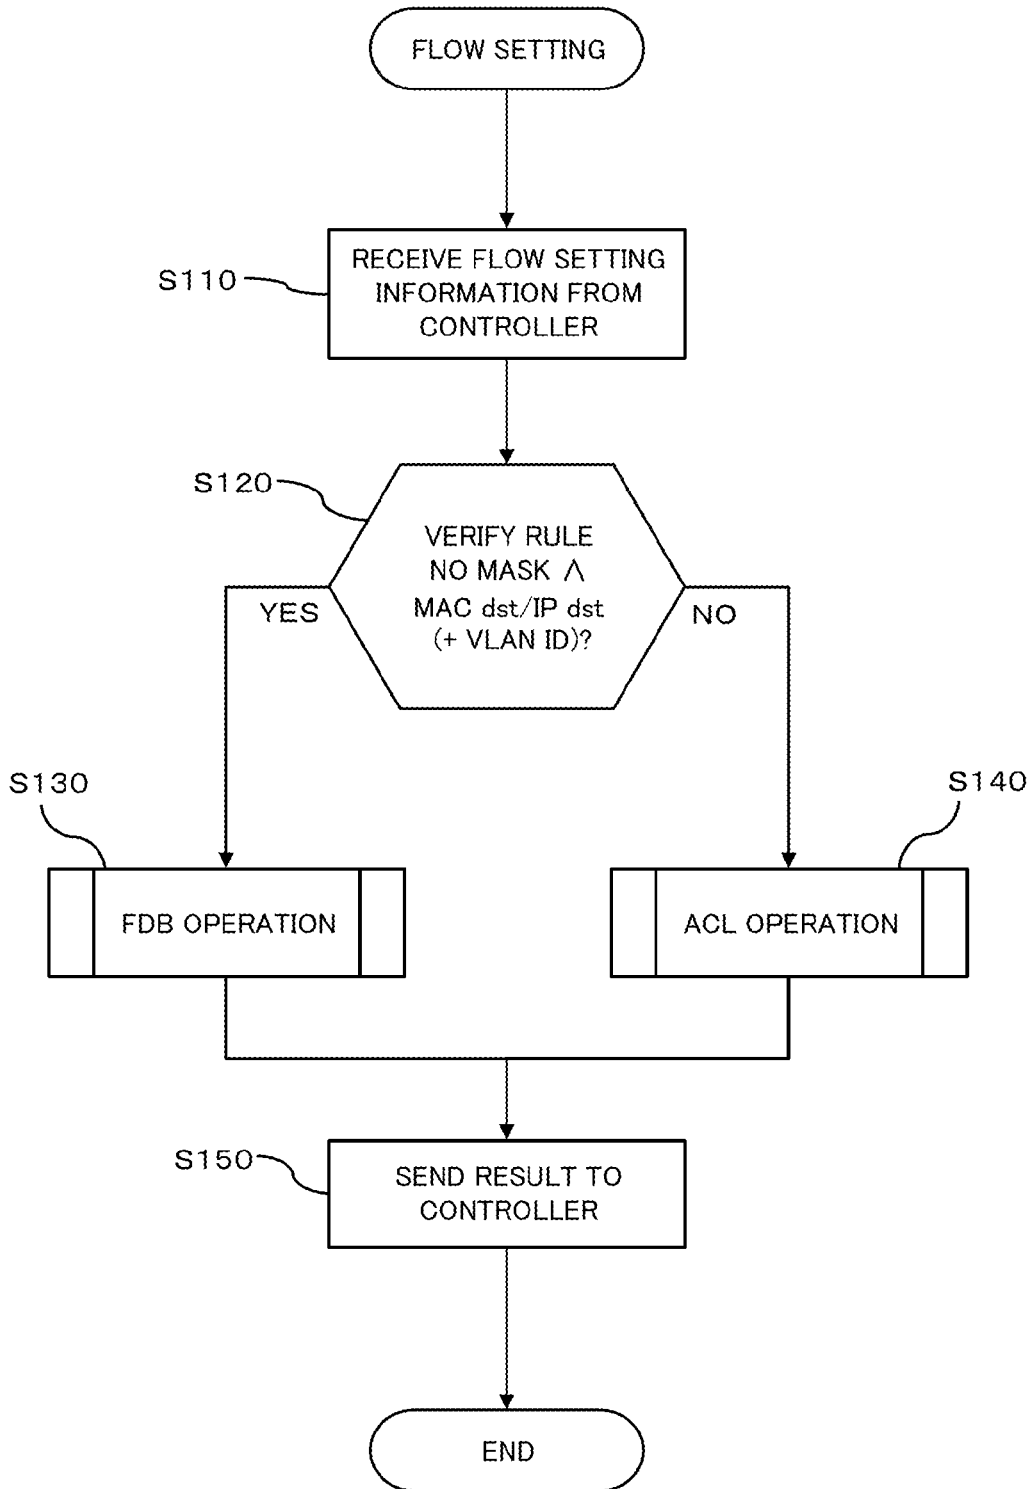 FLOW SETTING
S110
RECEIVE FLOW SETTING
INFORMATION FROM
CONTROLLER
S120
VERIFY RULE
NO MASK ∧
MAC dst/IP dst
(+ VLAN ID)?
YES
NO
S130
S140
FDB OPERATION
ACL OPERATION
S150
SEND RESULT TO
CONTROLLER
END